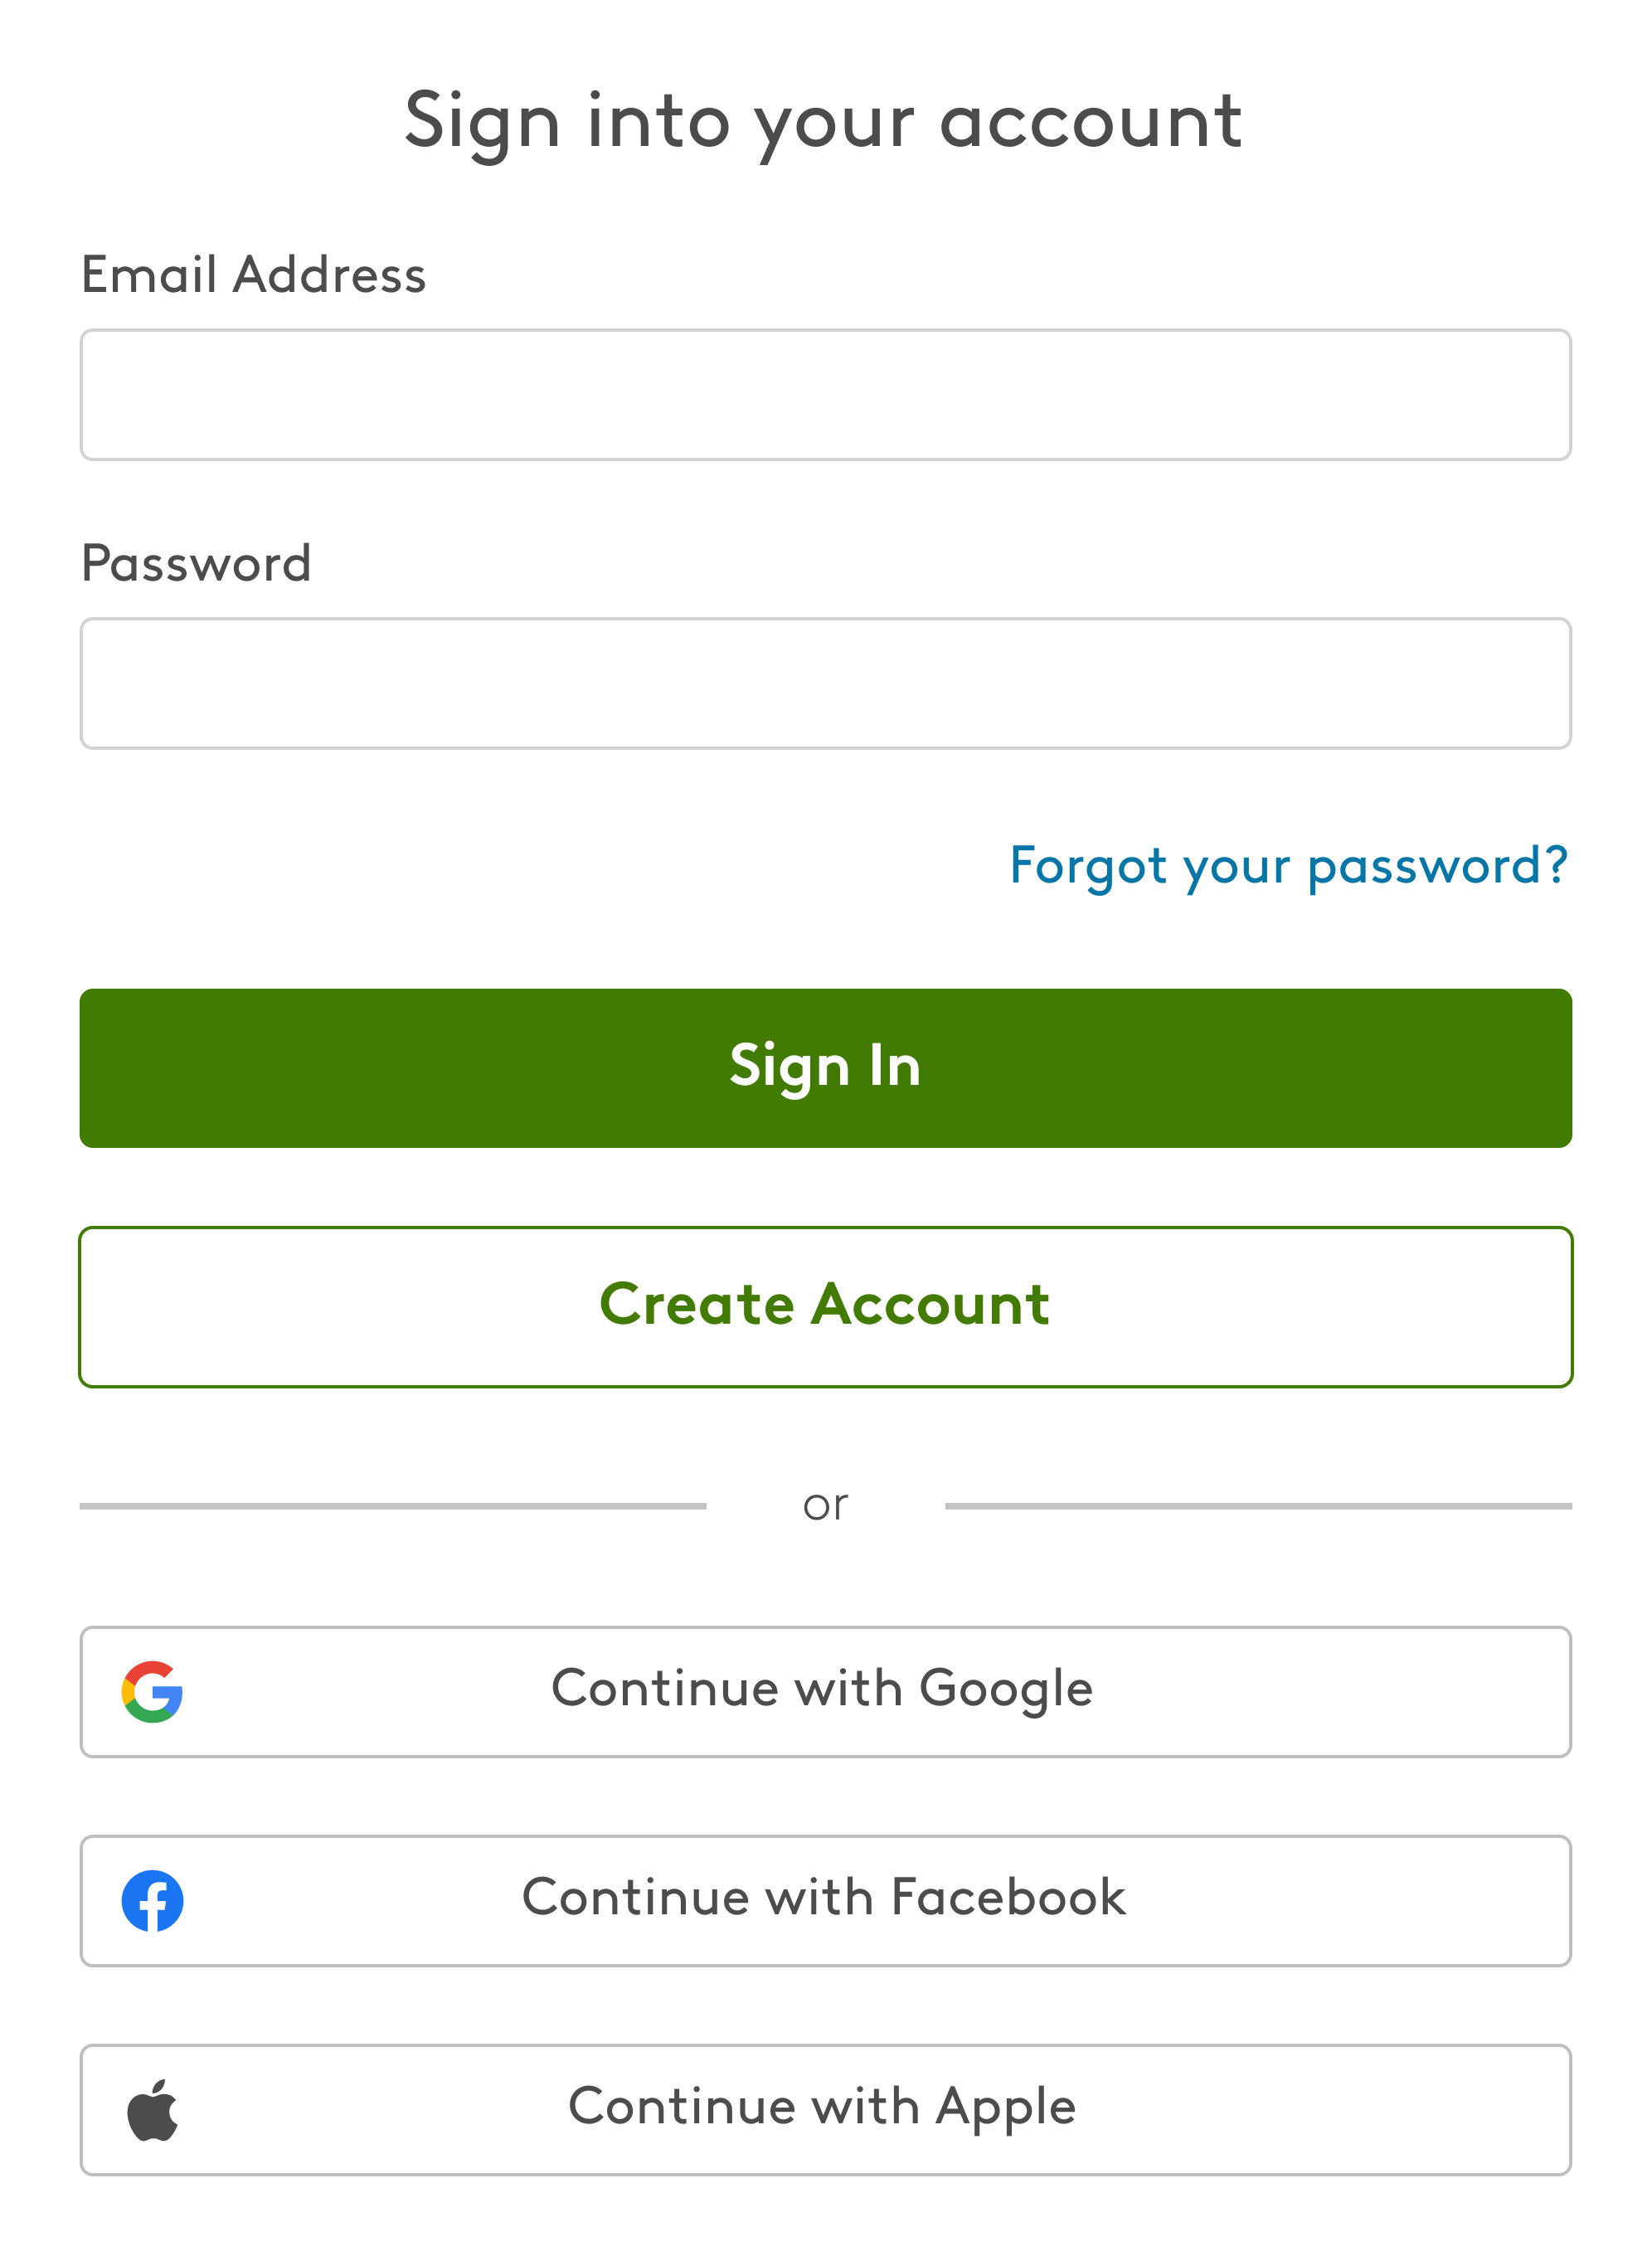 Sign into your account
Email Address
Password
Forgot your password?
Sign In
Create Account
or
Continue with Google
Continue with Facebook
Continue with Apple